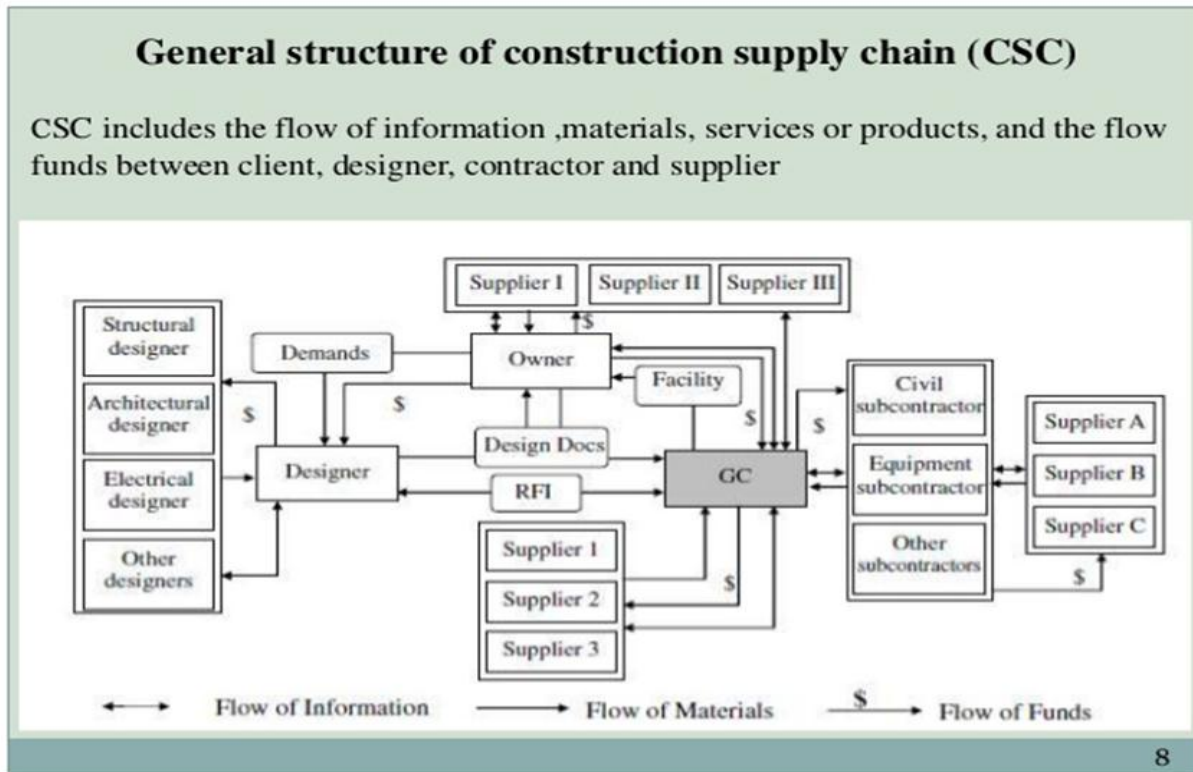 General structure of construction supply chain (CSC)
CSC includes the flow of information ,materials, services or products, and the flow
funds between client, designer, contractor and supplier
Supplier I
Supplier II
Supplier III
Structural
designer
Architectural
designer
Electrical
designer
Other
designers
Demands
Owner
Facility
$
$
$
$
$
Designer
Design Docs
RFI
GC
Civil
subcontractor
Equipment
subcontractor
Other
subcontractors
Supplier A
Supplier B
Supplier C
Supplier 1
Supplier 2
Supplier 3
$
$
Flow of Information
Flow of Materials
$
Flow of Funds
8